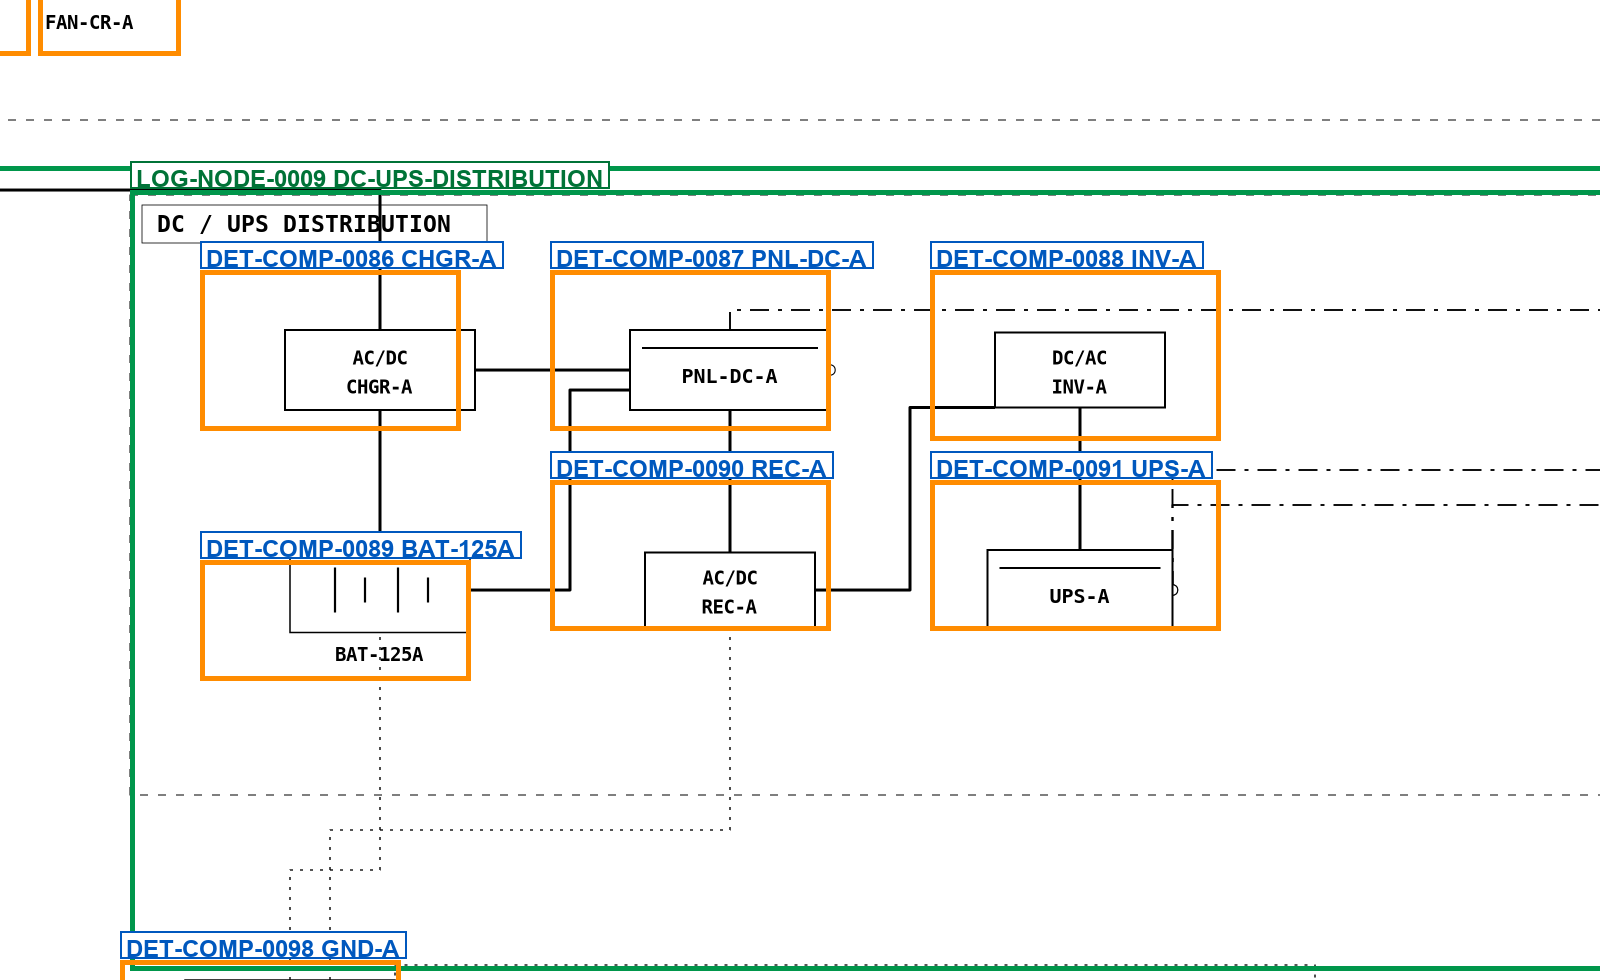 FAN-CR-A
LOG-NODE-0009 DC-UPS-DISTRIBUTION
DC / UPS DISTRIBUTION
DET-COMP-0086 CHGR-A
DET-COMP-0087 PNL-DC-A
DET-COMP-0088 INV-A
AC/DC
CHGR-A
PNL-DC-A
DC/AC
INV-A
DET-COMP-0090 REC-A
DET-COMP-0091 UPS-A
DET-COMP-0089 BAT-125A
AC/DC
REC-A
UPS-A
BAT-125A
DET-COMP-0098 GND-A